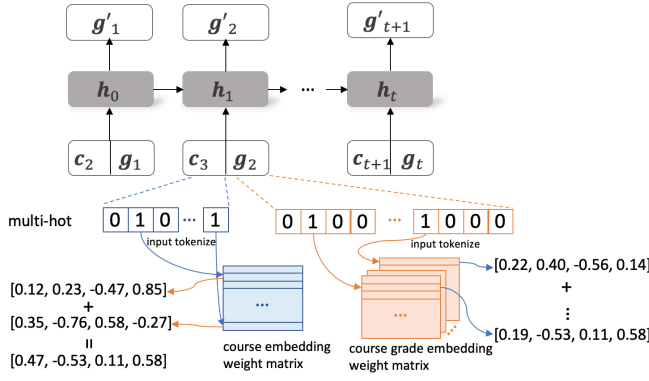 g'1 g'2 g't+1
h0 h1 ... ht
c2 g1 c3 g2 ct+1 gt
multi-hot 0 1 0 ... 1 0 1 0 0 ... 1 0 0 0
input tokenize input tokenize
[0.12, 0.23, -0.47, 0.85]
+
[0.35, -0.76, 0.58, -0.27]
=
[0.47, -0.53, 0.11, 0.58]
...
course embedding
weight matrix
...
course grade embedding
weight matrix
[0.22, 0.40, -0.56, 0.14]
+
⋮
[0.19, -0.53, 0.11, 0.58]